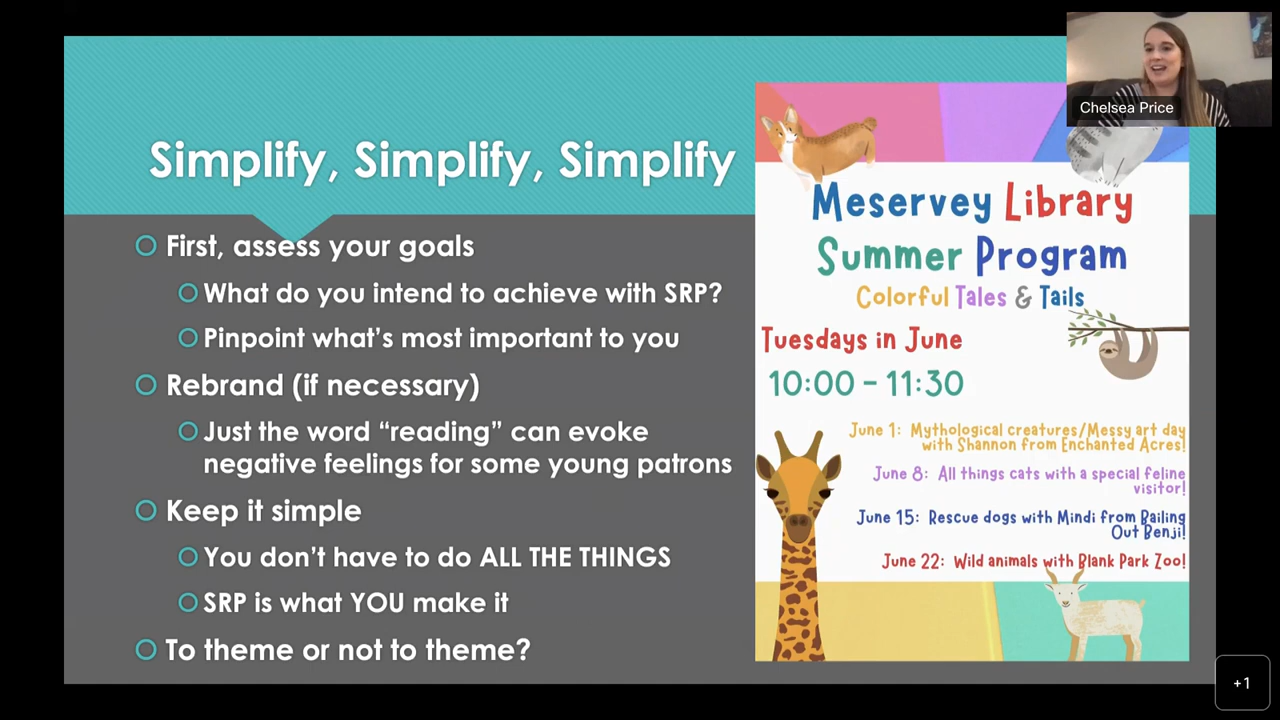 Simplify, Simplify, Simplify
First, assess your goals
What do you intend to achieve with SRP?
Pinpoint what's most important to you
Rebrand (if necessary)
Just the word “reading” can evoke
negative feelings for some young patrons
Keep it simple
You don't have to do ALL THE THINGS
SRP is what YOU make it
To theme or not to theme?
Meservey Library
Summer Program
Colorful Tales & Tails
Tuesdays in June
10:00 - 11:30
June 1: Mythological creatures/Messy art day
with Shannon from Enchanted Acres!
June 8: All things cats with a special feline
visitor!
June 15: Rescue dogs with Mindi from Bailing
Out Benji!
June 22: Wild animals with Blank Park Zoo!
Chelsea Price
+1